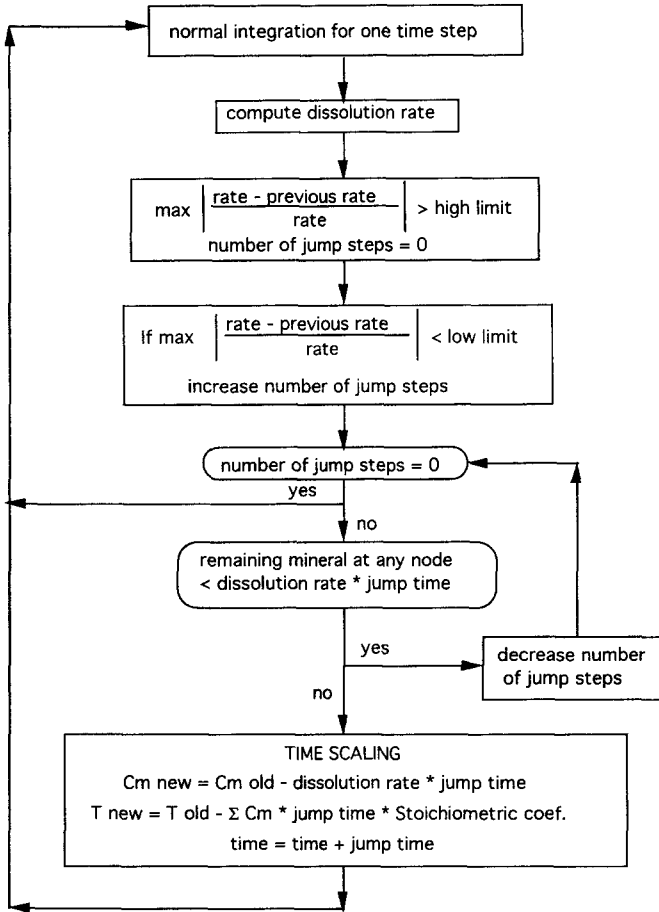 normal integration for one time step
compute dissolution rate
max | rate - previous rate / rate | > high limit
number of jump steps = 0
If max | rate - previous rate / rate | < low limit
increase number of jump steps
number of jump steps = 0
yes
no
remaining mineral at any node
< dissolution rate * jump time
yes
decrease number
of jump steps
no
TIME SCALING
Cm new = Cm old - dissolution rate * jump time
T new = T old - Σ Cm * jump time * Stoichiometric coef.
time = time + jump time